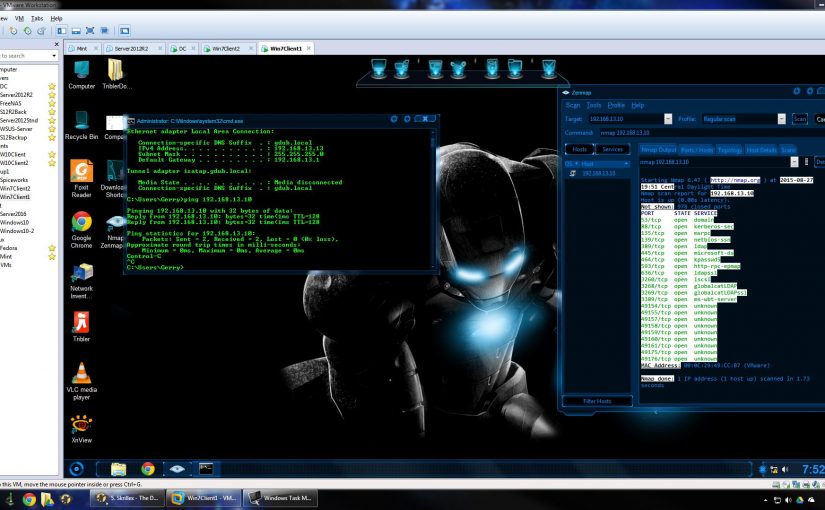 VMware Workstation
ew VM Tabs Help
to search
Mint
Server2012R2
DC
Win7Client2
Win7Client1
mputer
vers
DC
Server2012R2
FreeNAS
S12R2Back
Server2012Stnd
WSUS-Server
S12Backup
nts
W10Client
W10Client2
up1
Spiceworks
ents
Win7Client2
Win7Client1
st
Server2016
Windows10
Windows10-2
ux
Fedora
Mint
VMs
Computer
TriblerDo...
Recycle Bin
Compa
Foxit
Reader
Downloads
Google
Chrome
Nmap
Zenmap
Network
Invent...
Tribler
VLC media
player
XnView
Administrator: C:\Windows\system32\cmd.exe
Ethernet adapter Local Area Connection:
Connection-specific DNS Suffix . : gdub.local
IPv4 Address. . . . . . . . . . . : 192.168.13.13
Subnet Mask . . . . . . . . . . . : 255.255.255.0
Default Gateway . . . . . . . . . : 192.168.13.1
Tunnel adapter isatap.gdub.local:
Media State . . . . . . . . . . . : Media disconnected
Connection-specific DNS Suffix . : gdub.local
C:\Users\Gerry>ping 192.168.13.10
Pinging 192.168.13.10 with 32 bytes of data:
Reply from 192.168.13.10: bytes=32 time<1ms TTL=128
Reply from 192.168.13.10: bytes=32 time<1ms TTL=128
Ping statistics for 192.168.13.10:
Packets: Sent = 2, Received = 2, Lost = 0 (0% loss),
Approximate round trip times in milli-seconds:
Minimum = 0ms, Maximum = 0ms, Average = 0ms
Control-C
^C
C:\Users\Gerry>
Zenmap
Scan Tools Profile Help
Target: 192.168.13.10 Profile: Regular scan Scan Can
Command: nmap 192.168.13.10
Hosts Services
OS Host
192.168.13.10
Filter Hosts
Nmap Output Ports / Hosts Topology Host Details Scans
nmap 192.168.13.10
Starting Nmap 6.47 ( http://nmap.org ) at 2015-08-27
19:51 Central Daylight Time
Nmap scan report for 192.168.13.10
Host is up (0.00s latency).
Not shown: 978 closed ports
PORT STATE SERVICE
53/tcp open domain
88/tcp open kerberos-sec
135/tcp open msrpc
139/tcp open netbios-ssn
389/tcp open ldap
445/tcp open microsoft-ds
464/tcp open kpasswd5
593/tcp open http-rpc-epmap
636/tcp open ldapssl
3260/tcp open iscsi
3268/tcp open globalcatLDAP
3269/tcp open globalcatLDAPssl
3389/tcp open ms-wbt-server
49154/tcp open unknown
49155/tcp open unknown
49157/tcp open unknown
49158/tcp open unknown
49159/tcp open unknown
49160/tcp open unknown
49161/tcp open unknown
49175/tcp open unknown
49176/tcp open unknown
MAC Address: 00:0C:29:49:CC:87 (VMware)
Nmap done: 1 IP address (1 host up) scanned in 1.73
seconds
7:52
this VM, move the mouse pointer inside or press Ctrl+G.
5. Skrillex - The D...
Win7Client1 - VM...
Windows Task M...